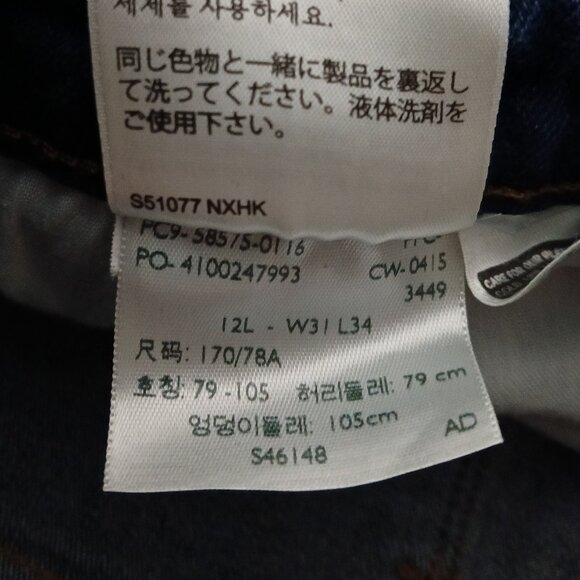 세제를 사용하세요.
同じ色物と一緒に製品を裏返し
て洗ってください。液体洗剤を
ご使用下さい。
S51077 NXHK
PC9-58575-0116
PO-4100247993 CW-0415
3449
12L - W31 L34
尺码: 170/78A
호칭: 79-105 허리둘레: 79 cm
엉덩이둘레: 105cm
AD
S46148
CARE FOR OUR